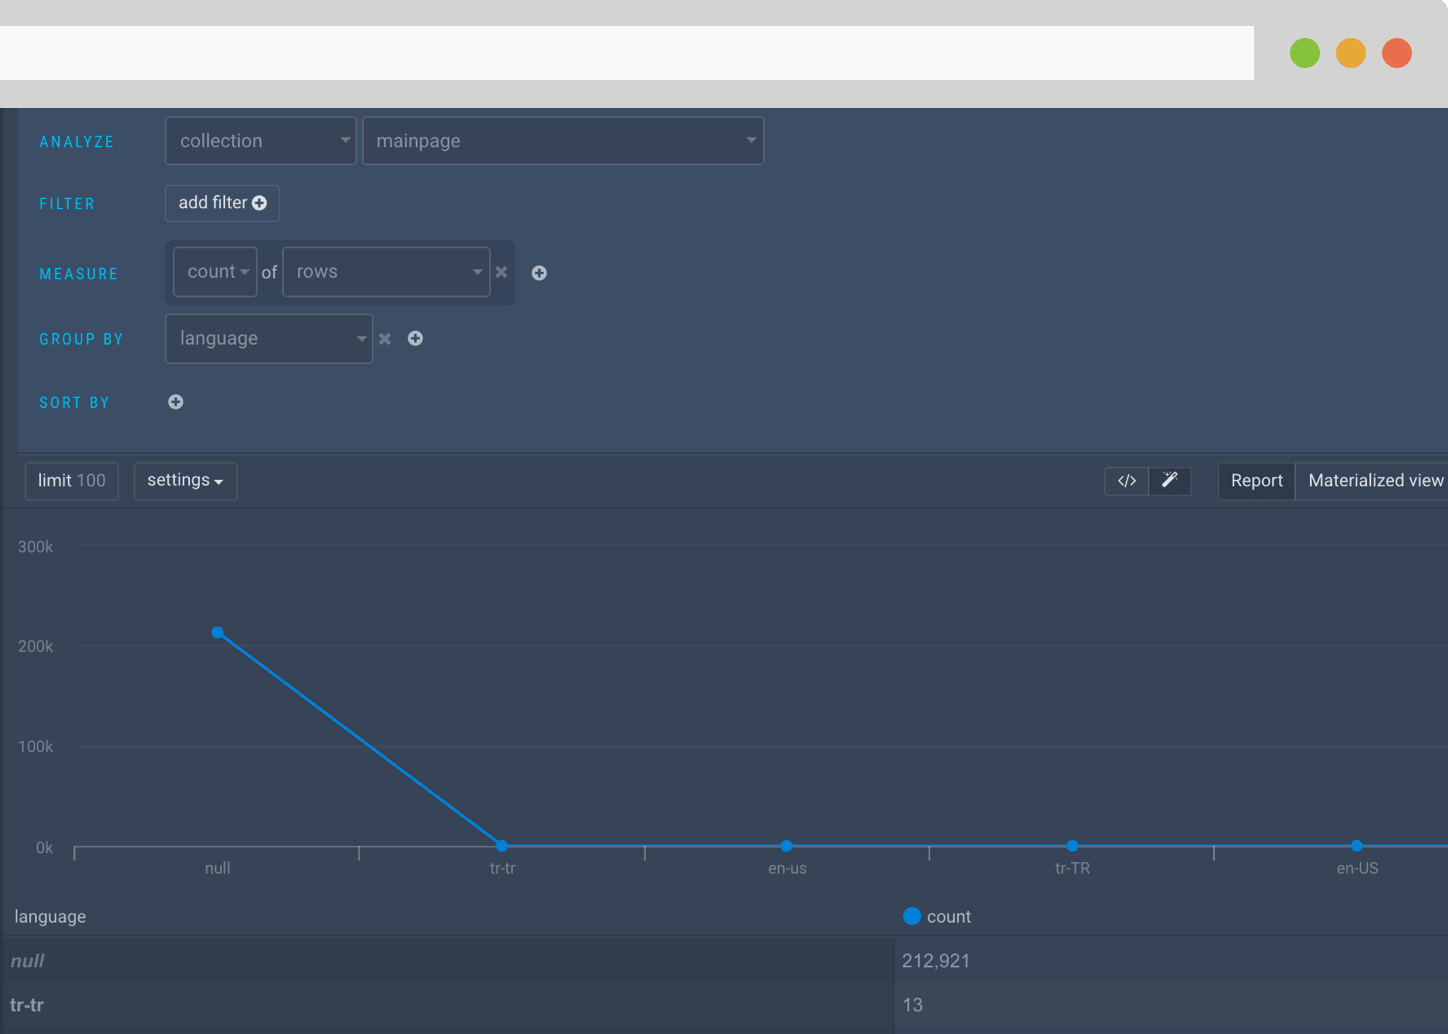 ANALYZE collection mainpage
FILTER add filter
MEASURE count of rows
GROUP BY language
SORT BY
limit 100 settings </> Report Materialized view
300k
200k
100k
0k
null tr-tr en-us tr-TR en-US
language count
null 212,921
tr-tr 13